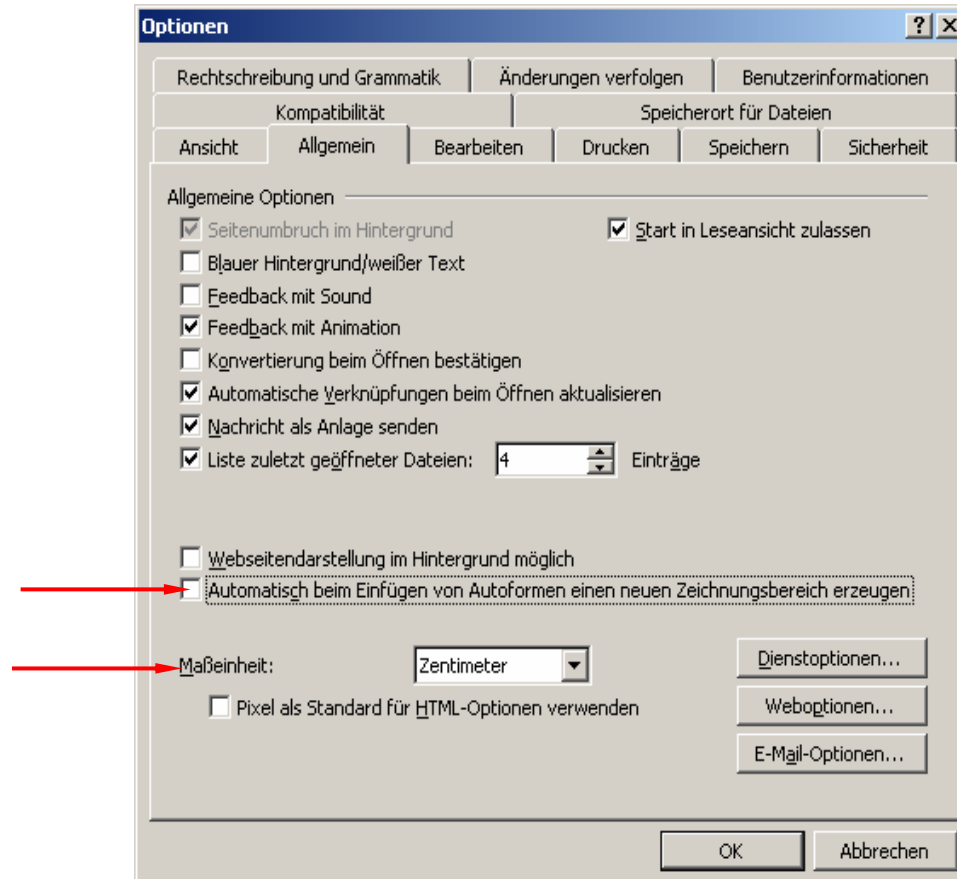 Optionen
Rechtschreibung und Grammatik Änderungen verfolgen Benutzerinformationen
Kompatibilität Speicherort für Dateien
Ansicht Allgemein Bearbeiten Drucken Speichern Sicherheit
Allgemeine Optionen
Seitenumbruch im Hintergrund Start in Leseansicht zulassen
Blauer Hintergrund/weißer Text
Feedback mit Sound
Feedback mit Animation
Konvertierung beim Öffnen bestätigen
Automatische Verknüpfungen beim Öffnen aktualisieren
Nachricht als Anlage senden
Liste zuletzt geöffneter Dateien: 4 Einträge
Webseitendarstellung im Hintergrund möglich
Automatisch beim Einfügen von Autoformen einen neuen Zeichnungsbereich erzeugen
Maßeinheit: Zentimeter Dienstoptionen...
Pixel als Standard für HTML-Optionen verwenden Weboptionen...
E-Mail-Optionen...
OK Abbrechen